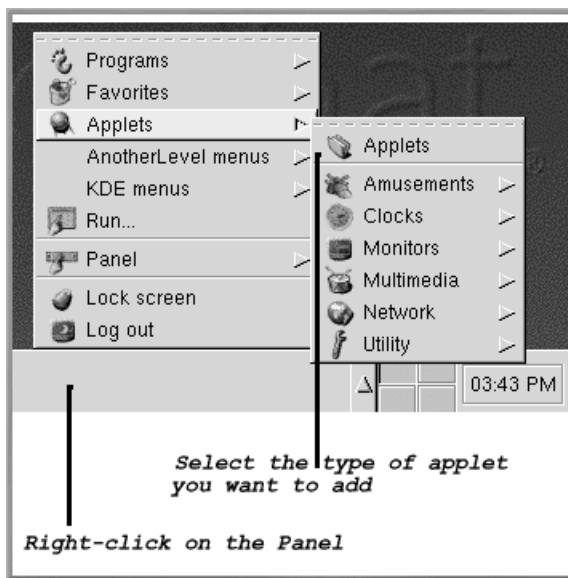 Programs
Favorites
Applets
AnotherLevel menus
KDE menus
Run...
Panel
Lock screen
Log out
Applets
Amusements
Clocks
Monitors
Multimedia
Network
Utility
03:43 PM
Select the type of applet
you want to add
Right-click on the Panel